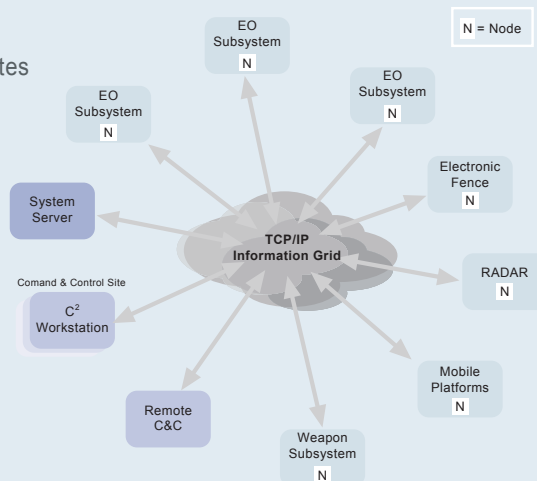 EO
Subsystem
N
N = Node
tes
EO
Subsystem
N
EO
Subsystem
N
Electronic
Fence
N
System
Server
TCP/IP
Information Grid
RADAR
N
Comand & Control Site
C²
Workstation
Mobile
Platforms
N
Remote
C&C
Weapon
Subsystem
N